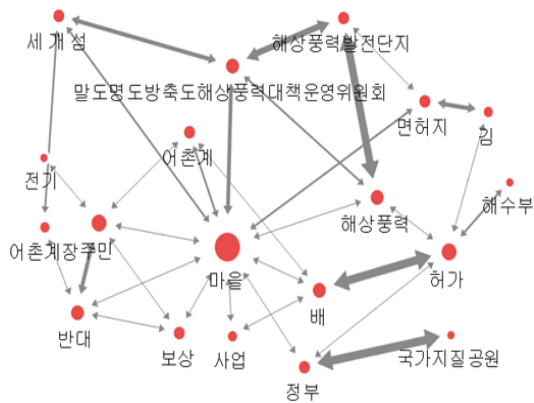 세 개 섬
해상풍력발전단지
말도명도방축도해상풍력대책운영위원회
면허지
김
어촌계
전기
해수부
해상풍력
어촌계장
주민
마을
허가
배
반대
보상
사업
국가지질공원
정부